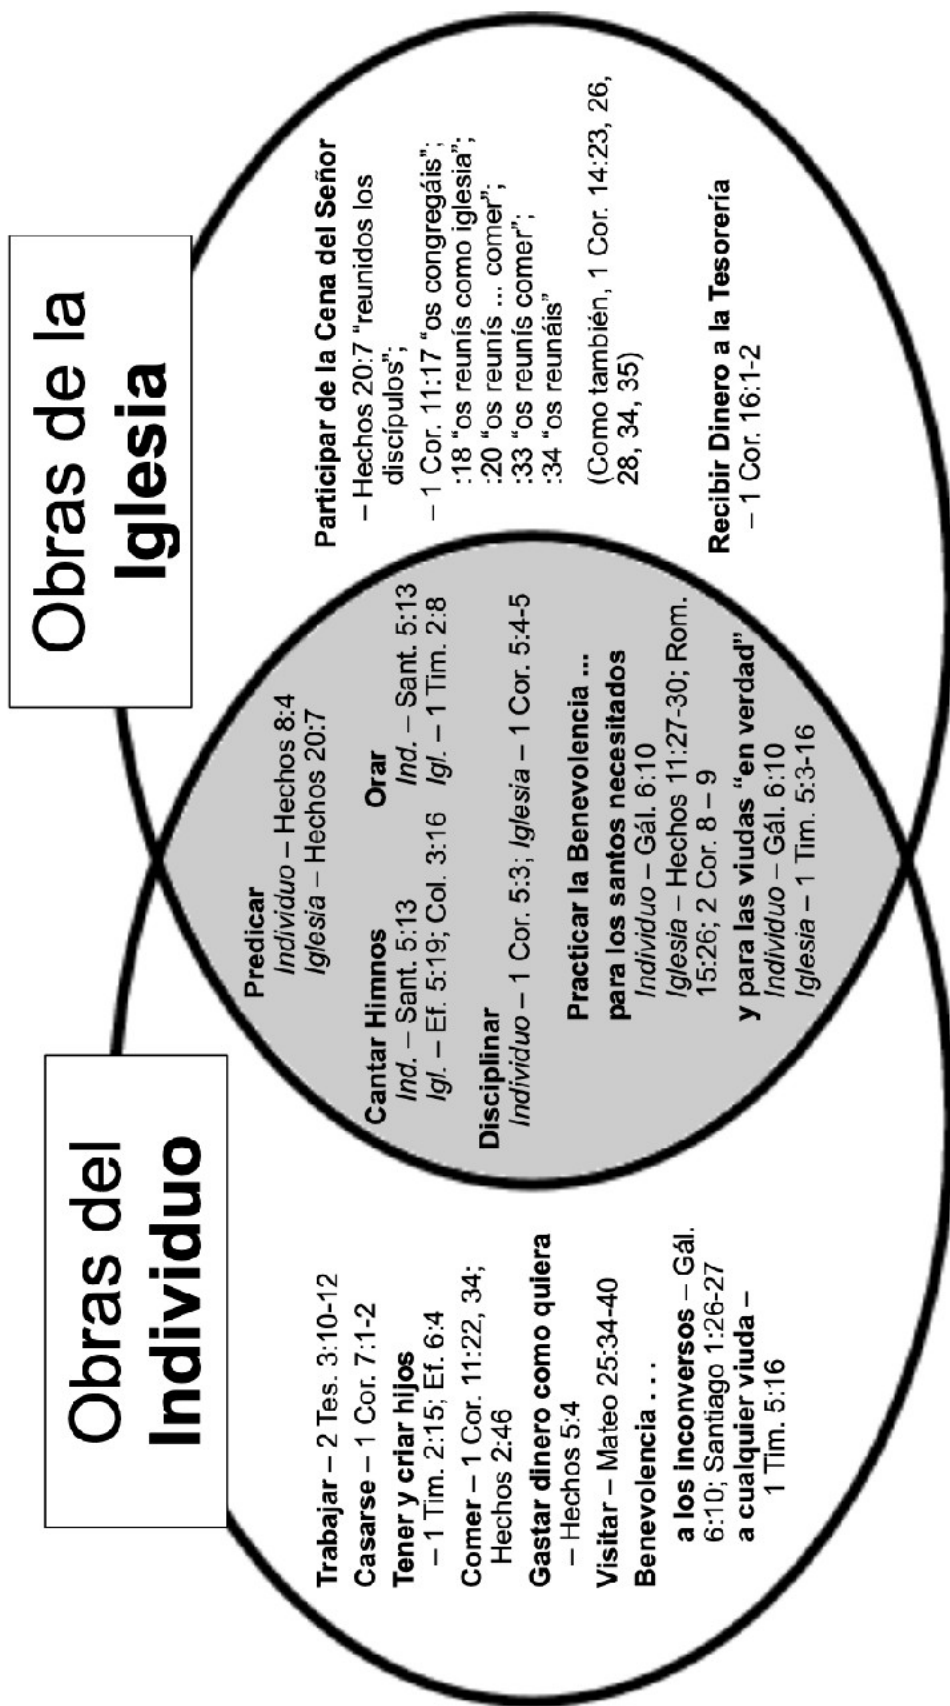 Obras del
Individuo
Obras de la
Iglesia
Trabajar – 2 Tes. 3:10-12
Casarse – 1 Cor. 7:1-2
Tener y criar hijos
– 1 Tim. 2:15; Ef. 6:4
Comer – 1 Cor. 11:22, 34;
Hechos 2:46
Gastar dinero como quiera
– Hechos 5:4
Visitar – Mateo 25:34-40
Benevolencia . . .
a los inconversos – Gál.
6:10; Santiago 1:26-27
a cualquier viuda –
1 Tim. 5:16
Predicar
Individuo – Hechos 8:4
Iglesia – Hechos 20:7
Cantar Himnos
Ind. – Sant. 5:13
Igl. – Ef. 5:19; Col. 3:16
Orar
Ind. – Sant. 5:13
Igl. – 1 Tim. 2:8
Disciplinar
Individuo – 1 Cor. 5:3; Iglesia – 1 Cor. 5:4-5
Practicar la Benevolencia ...
para los santos necesitados
Individuo – Gál. 6:10
Iglesia – Hechos 11:27-30; Rom.
15:26; 2 Cor. 8 – 9
y para las viudas “en verdad”
Individuo – Gál. 6:10
Iglesia – 1 Tim. 5:3-16
Participar de la Cena del Señor
– Hechos 20:7 “reunidos los
discípulos”;
– 1 Cor. 11:17 “os congregáis”;
:18 “os reunís como iglesia”;
:20 “os reunís ... comer”;
:33 “os reunís comer”;
:34 “os reunáis”
(Como también, 1 Cor. 14:23, 26,
28, 34, 35)
Recibir Dinero a la Tesorería
– 1 Cor. 16:1-2